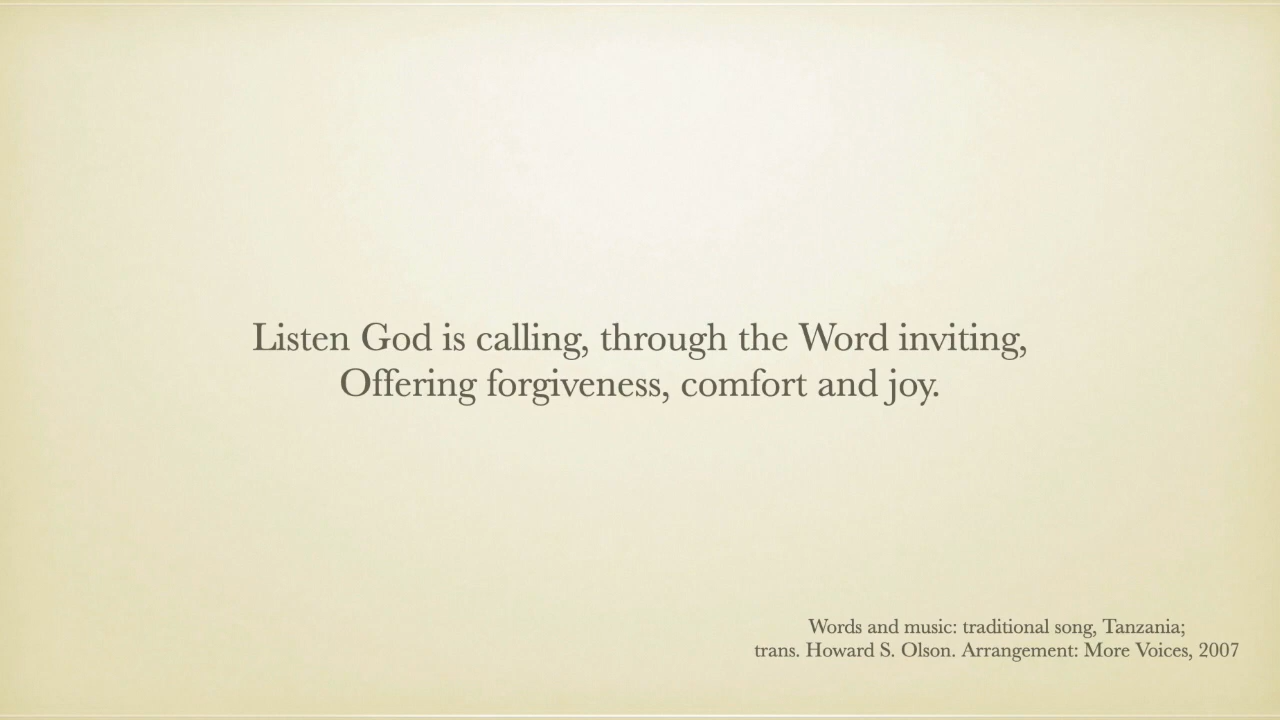 Listen God is calling, through the Word inviting,
Offering forgiveness, comfort and joy.
Words and music: traditional song, Tanzania;
trans. Howard S. Olson. Arrangement: More Voices, 2007